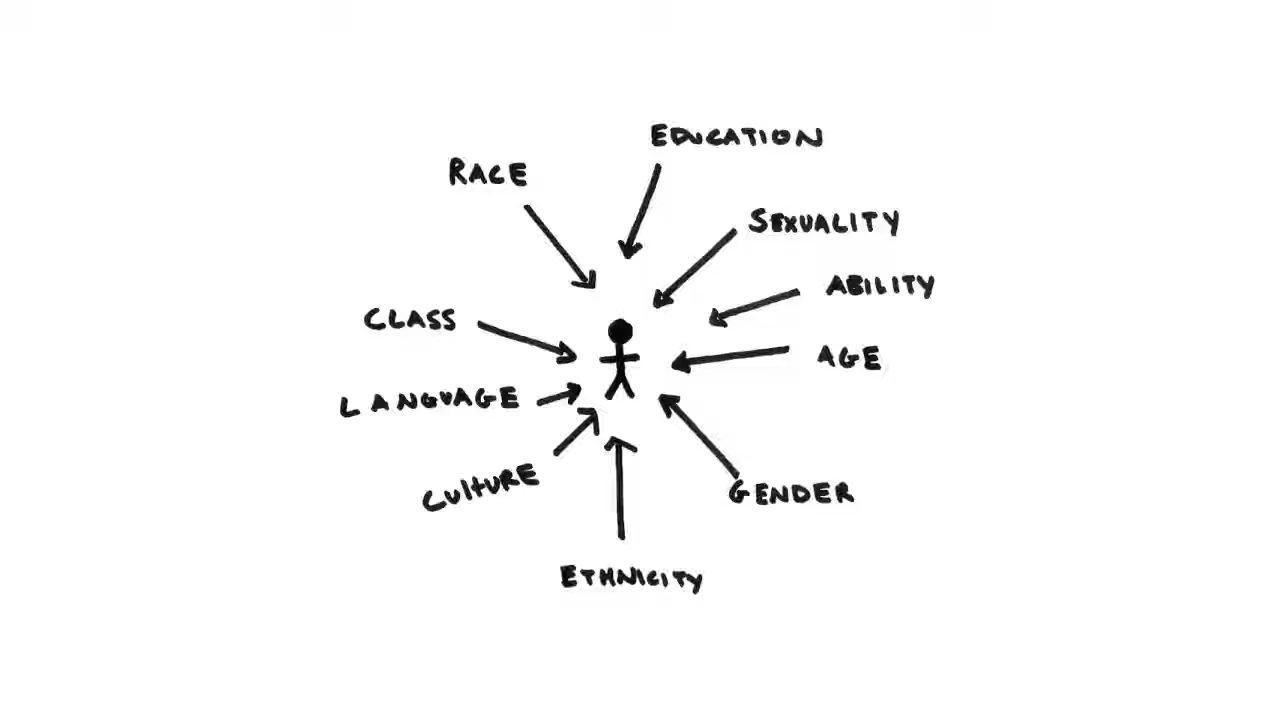 EDUCATION
RACE
SEXUALITY
ABILITY
CLASS
AGE
LANGUAGE
CULTURE
GENDER
ETHNICITY